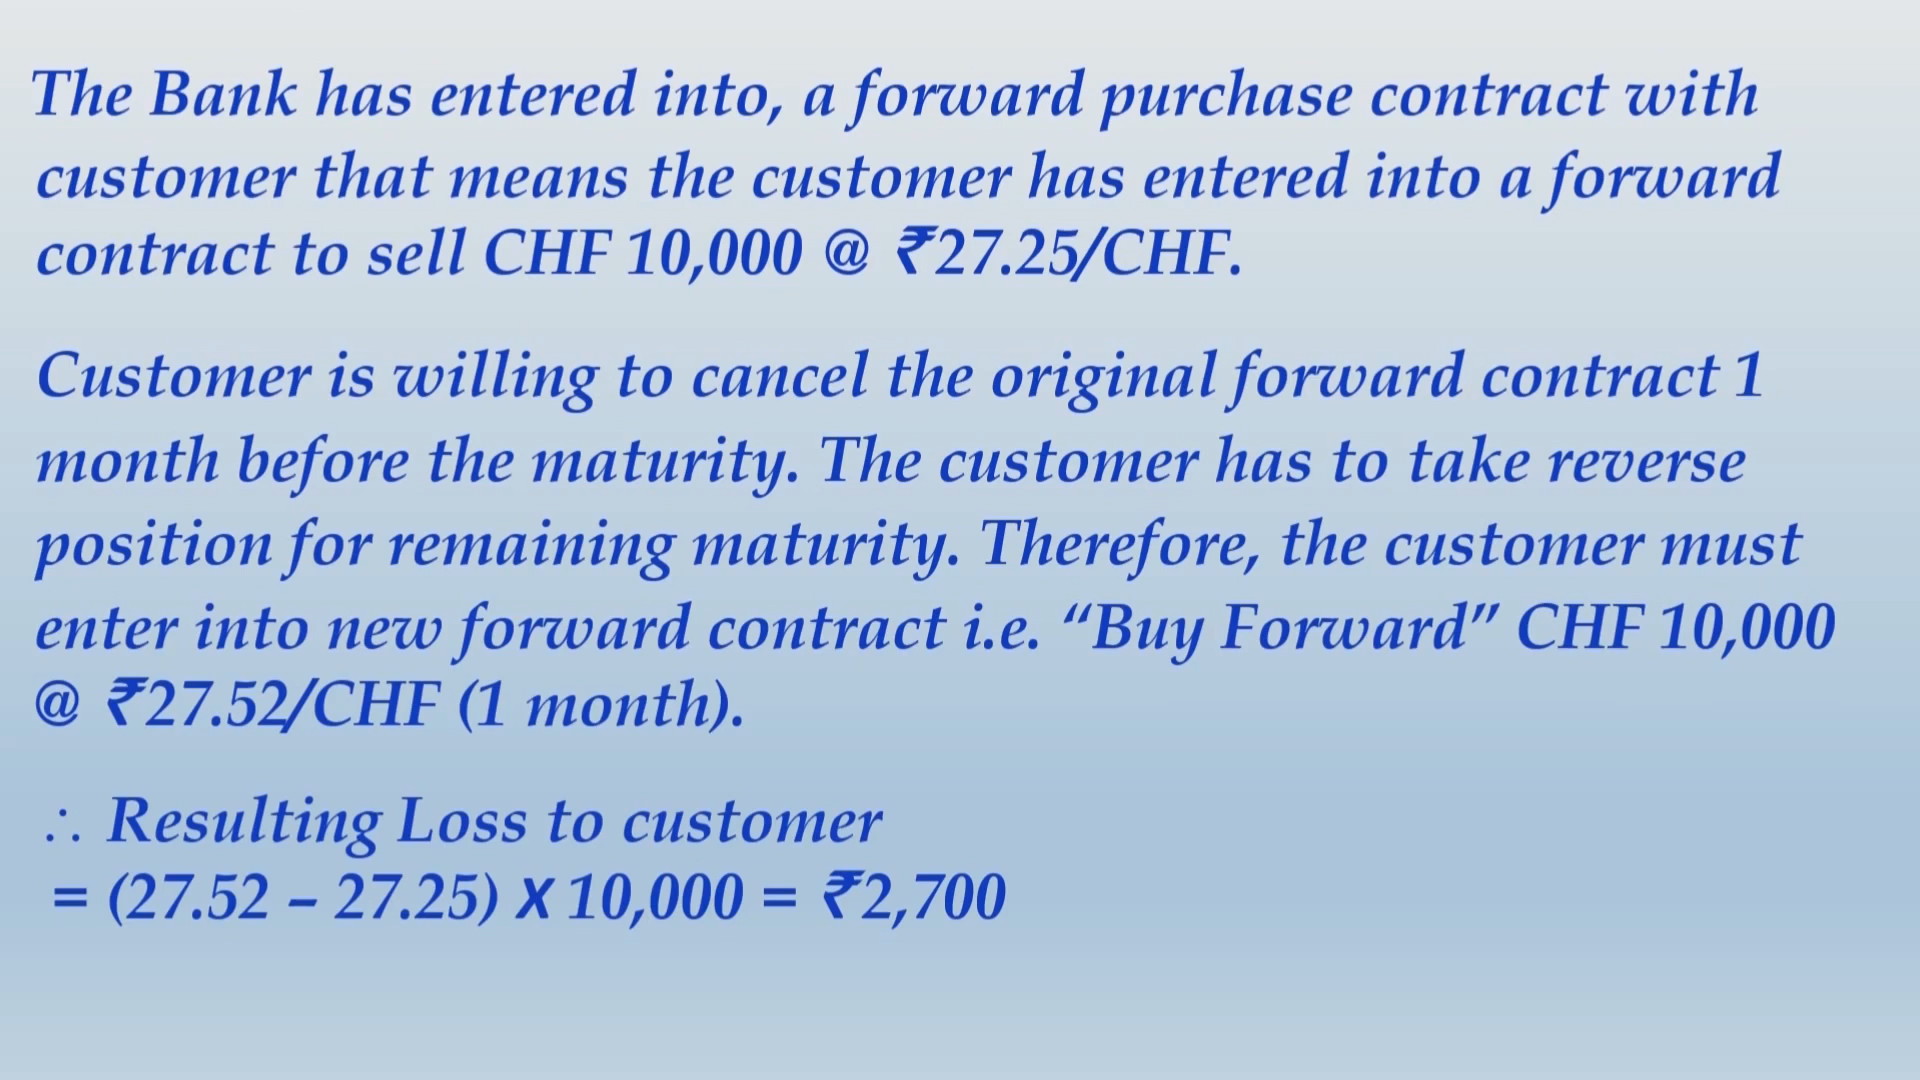 The Bank has entered into, a forward purchase contract with
customer that means the customer has entered into a forward
contract to sell CHF 10,000 @ ₹27.25/CHF.
Customer is willing to cancel the original forward contract 1
month before the maturity. The customer has to take reverse
position for remaining maturity. Therefore, the customer must
enter into new forward contract i.e. “Buy Forward” CHF 10,000
@ ₹27.52/CHF (1 month).
∴ Resulting Loss to customer
= (27.52 – 27.25) X 10,000 = ₹2,700